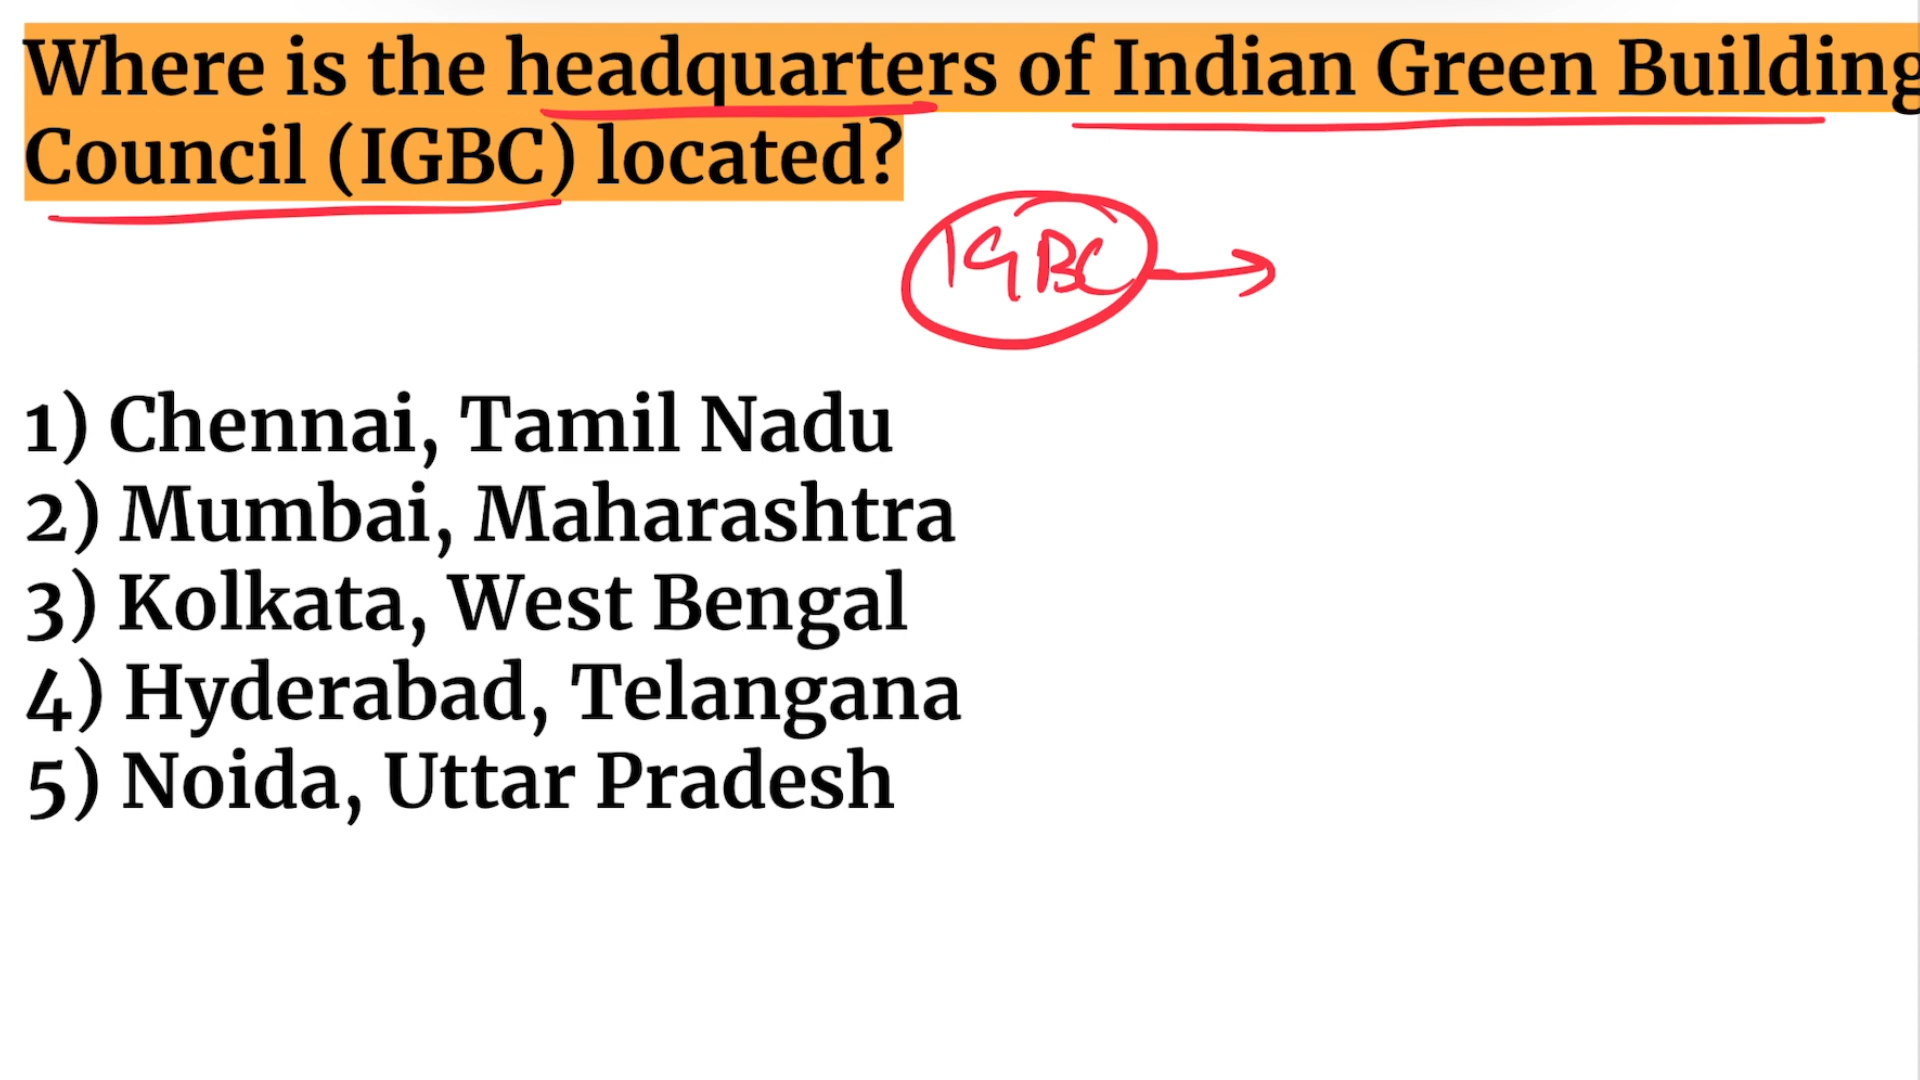 Where is the headquarters of Indian Green Building
Council (IGBC) located?
IGBC
1) Chennai, Tamil Nadu
2) Mumbai, Maharashtra
3) Kolkata, West Bengal
4) Hyderabad, Telangana
5) Noida, Uttar Pradesh